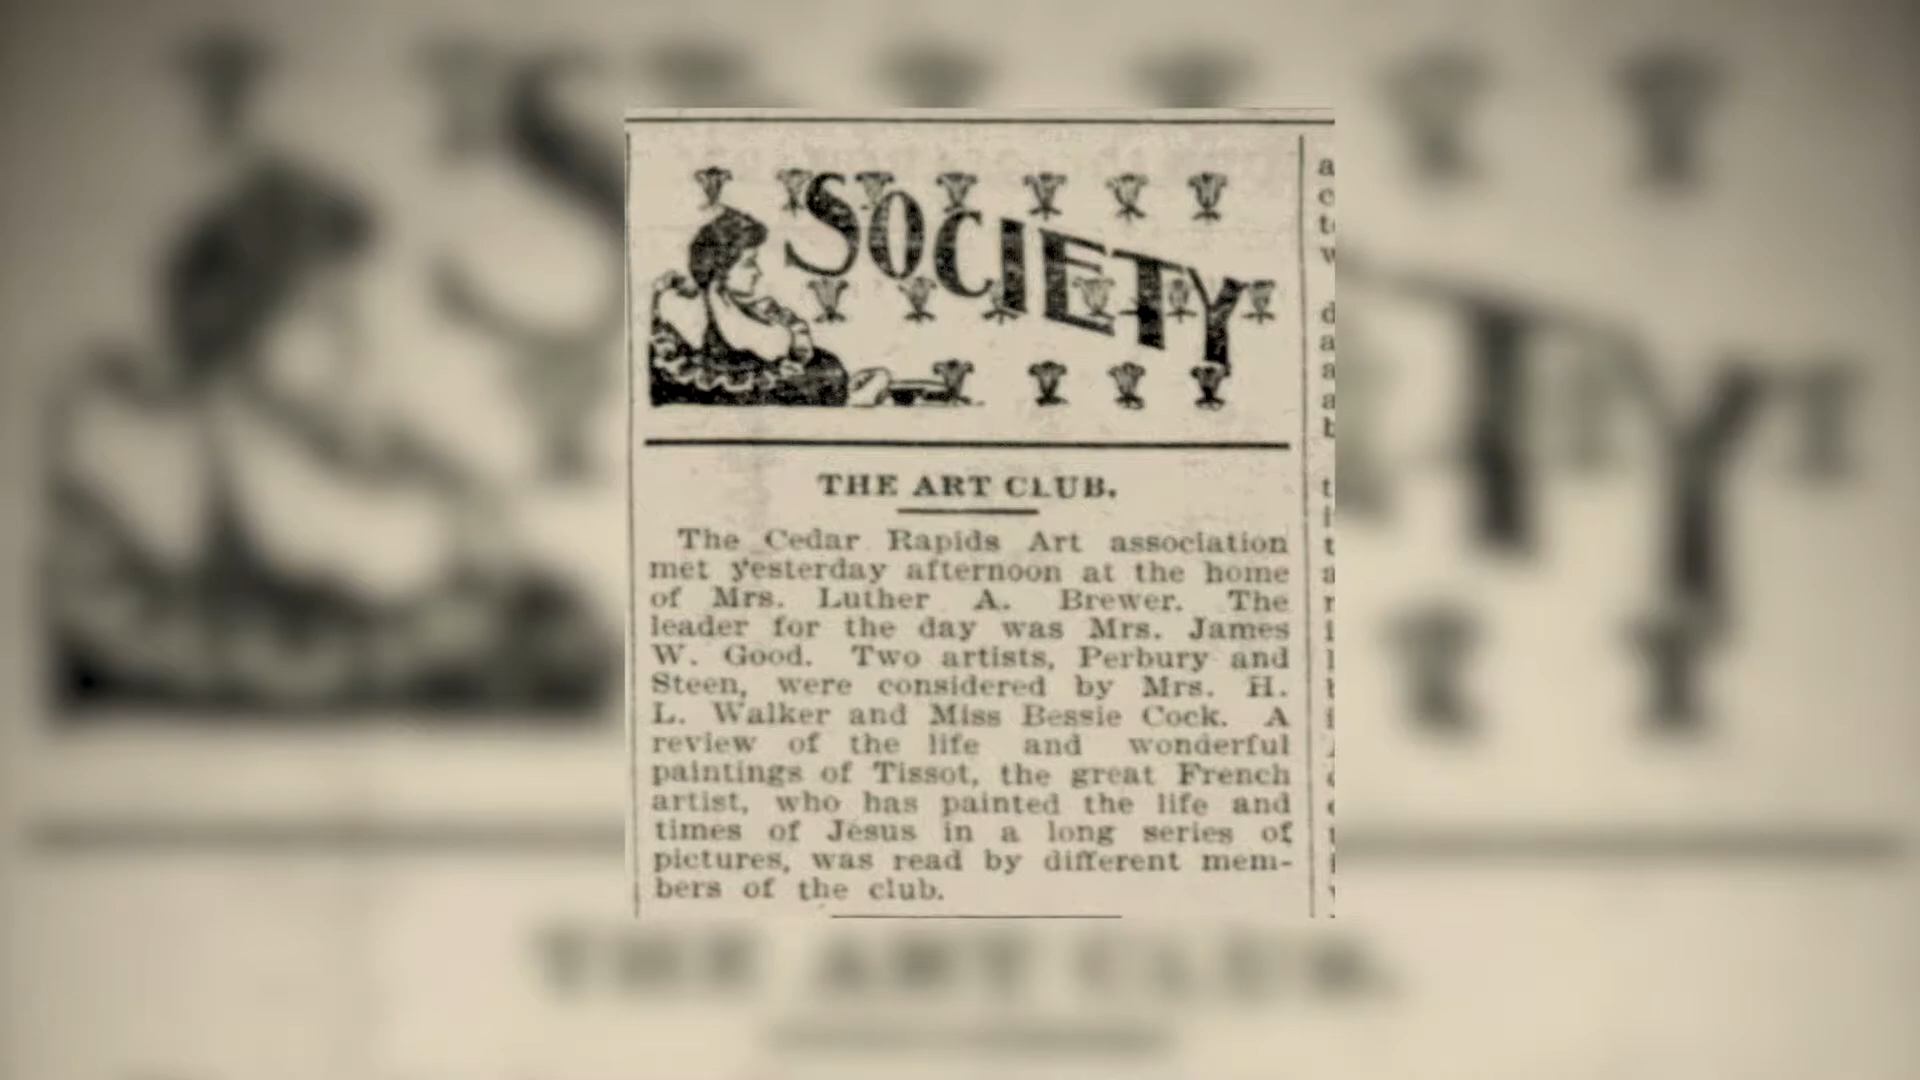 SOCIETY
THE ART CLUB.
The Cedar Rapids Art association
met yesterday afternoon at the home
of Mrs. Luther A. Brewer. The
leader for the day was Mrs. James
W. Good. Two artists, Perbury and
Steen, were considered by Mrs. H.
L. Walker and Miss Bessie Cock. A
review of the life and wonderful
paintings of Tissot, the great French
artist, who has painted the life and
times of Jesus in a long series of
pictures, was read by different mem-
bers of the club.